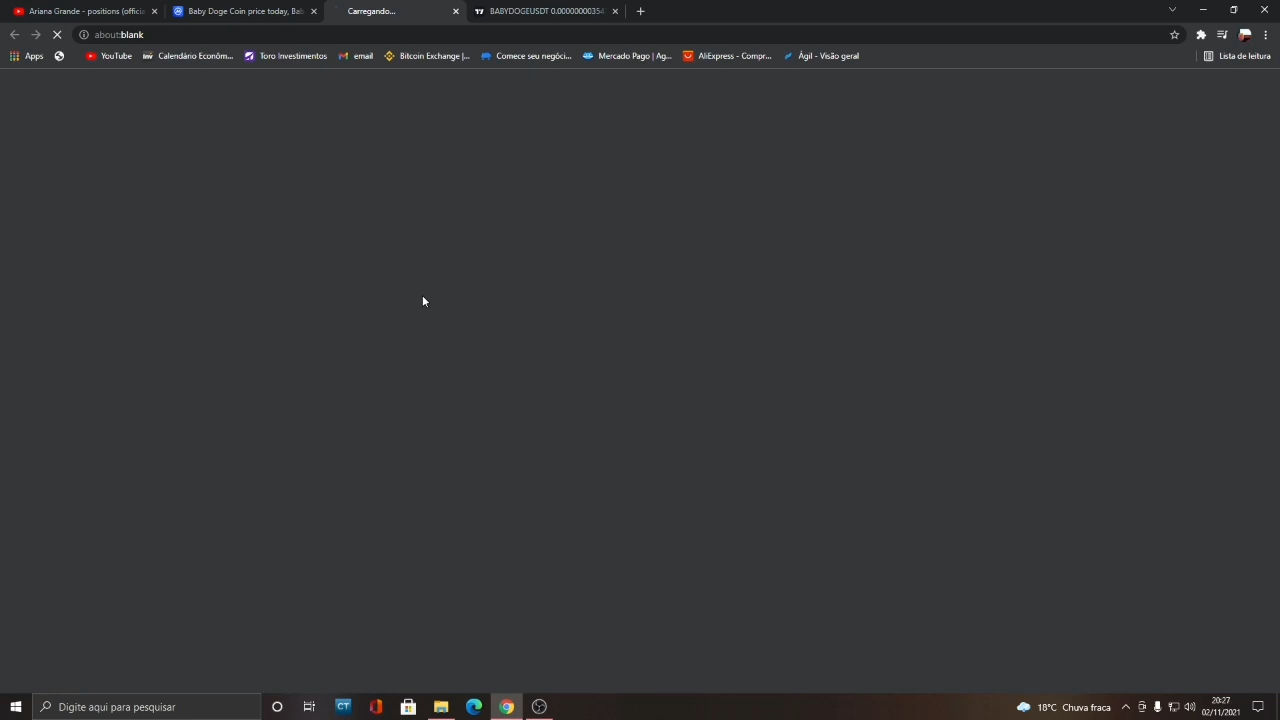 Ariana Grande - positions (officia
Baby Doge Coin price today, Bab
Carregando...
BABYDOGEUSDT 0.0000000035
about:blank
Apps
YouTube
Calendário Econôm...
Toro Investimentos
email
Bitcoin Exchange |...
Comece seu negóci...
Mercado Pago | Ag...
AliExpress - Compr...
Ágil - Visão geral
Lista de leitura
Digite aqui para pesquisar
CT
18°C Chuva fraca
20:27
02/11/2021